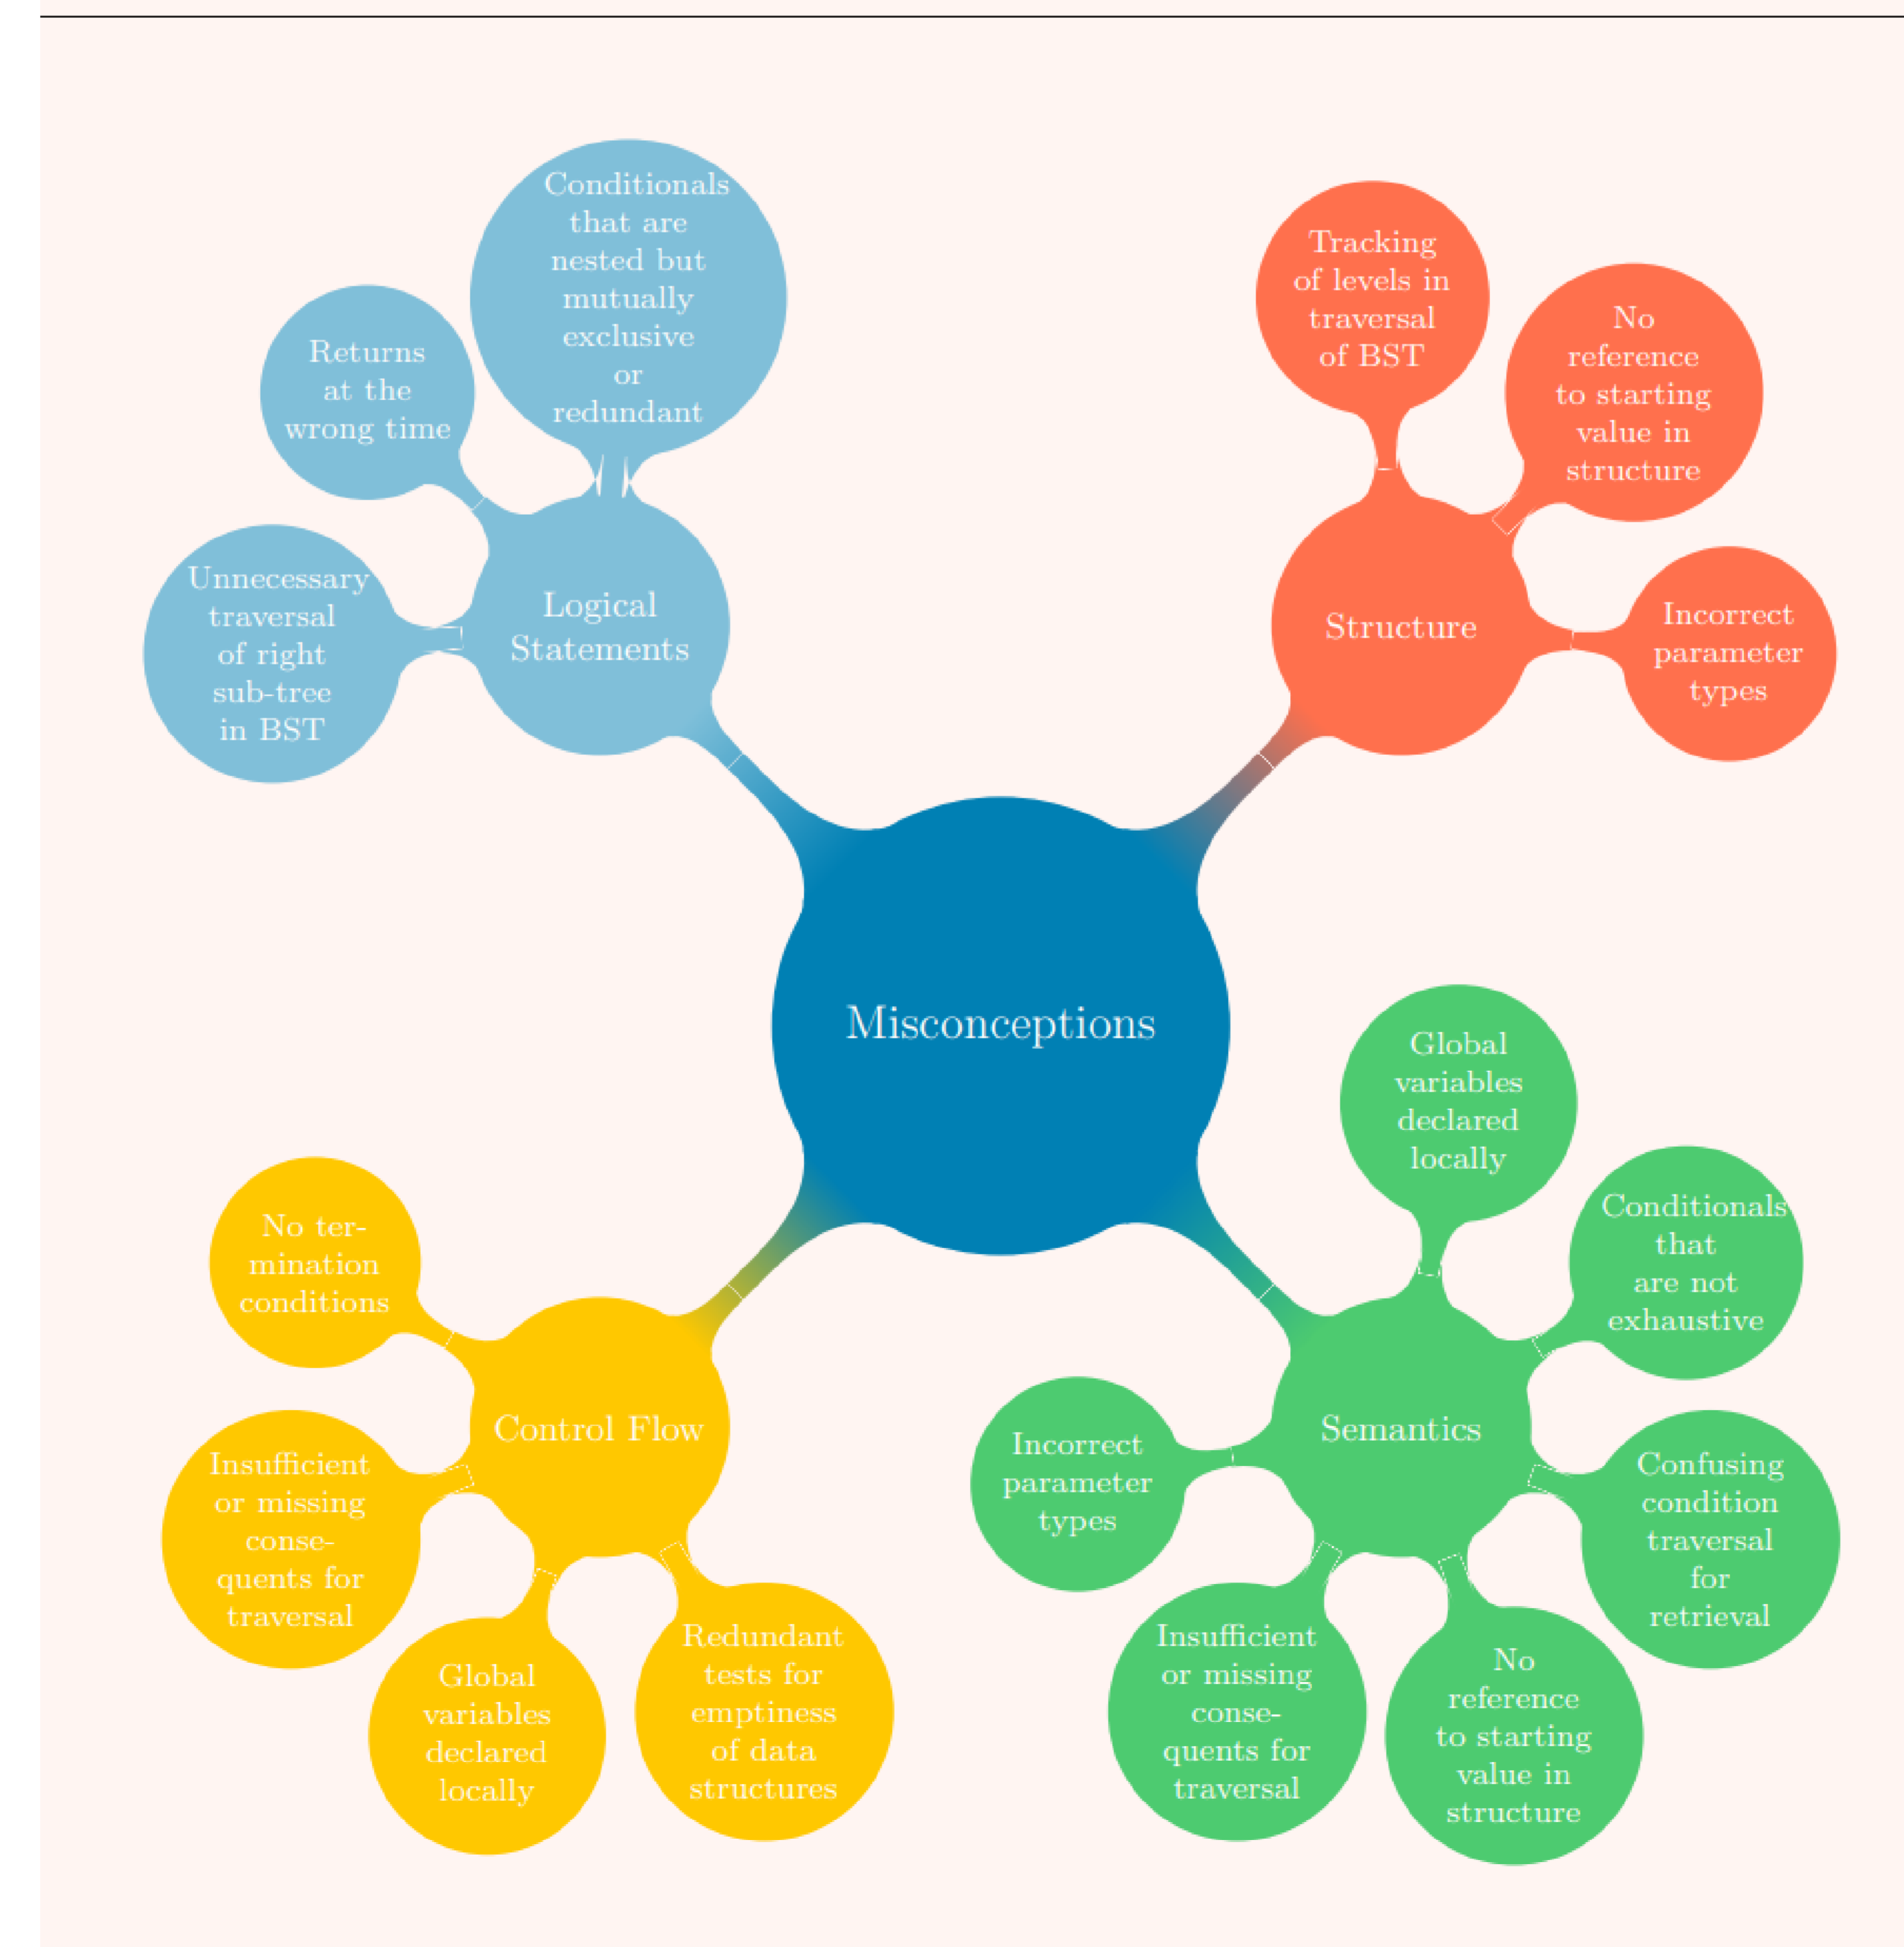 Conditionals
that are
nested but
mutually
exclusive
or
redundant
Returns
at the
wrong time
Unnecessary
traversal
of right
sub-tree
in BST
Logical
Statements
Tracking
of levels in
traversal
of BST
No
reference
to starting
value in
structure
Incorrect
parameter
types
Structure
Misconceptions
No ter-
mination
conditions
Insufficient
or missing
conse-
quents for
traversal
Global
variables
declared
locally
Redundant
tests for
emptiness
of data
structures
Control Flow
Global
variables
declared
locally
Conditionals
that
are not
exhaustive
Confusing
condition
traversal
for
retrieval
No
reference
to starting
value in
structure
Insufficient
or missing
conse-
quents for
traversal
Incorrect
parameter
types
Semantics